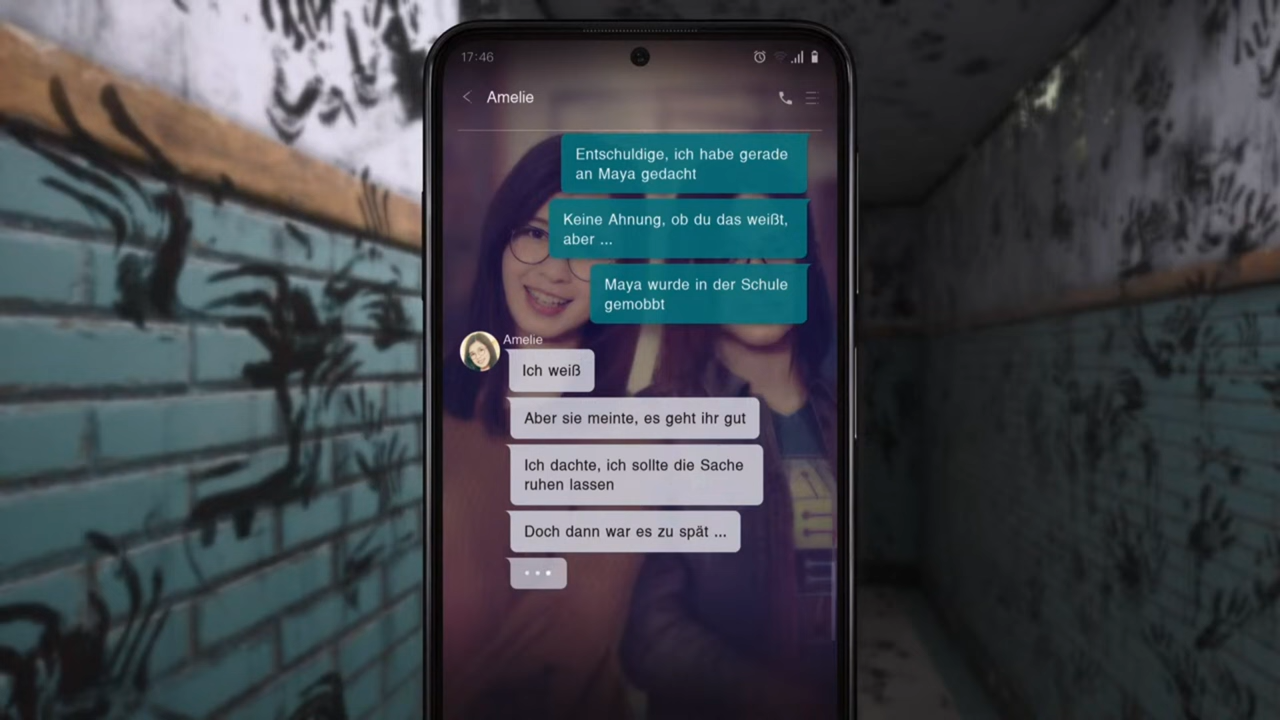 17:46
Amelie
Entschuldige, ich habe gerade
an Maya gedacht
Keine Ahnung, ob du das weißt,
aber ...
Maya wurde in der Schule
gemobbt
Amelie
Ich weiß
Aber sie meinte, es geht ihr gut
Ich dachte, ich sollte die Sache
ruhen lassen
Doch dann war es zu spät ...